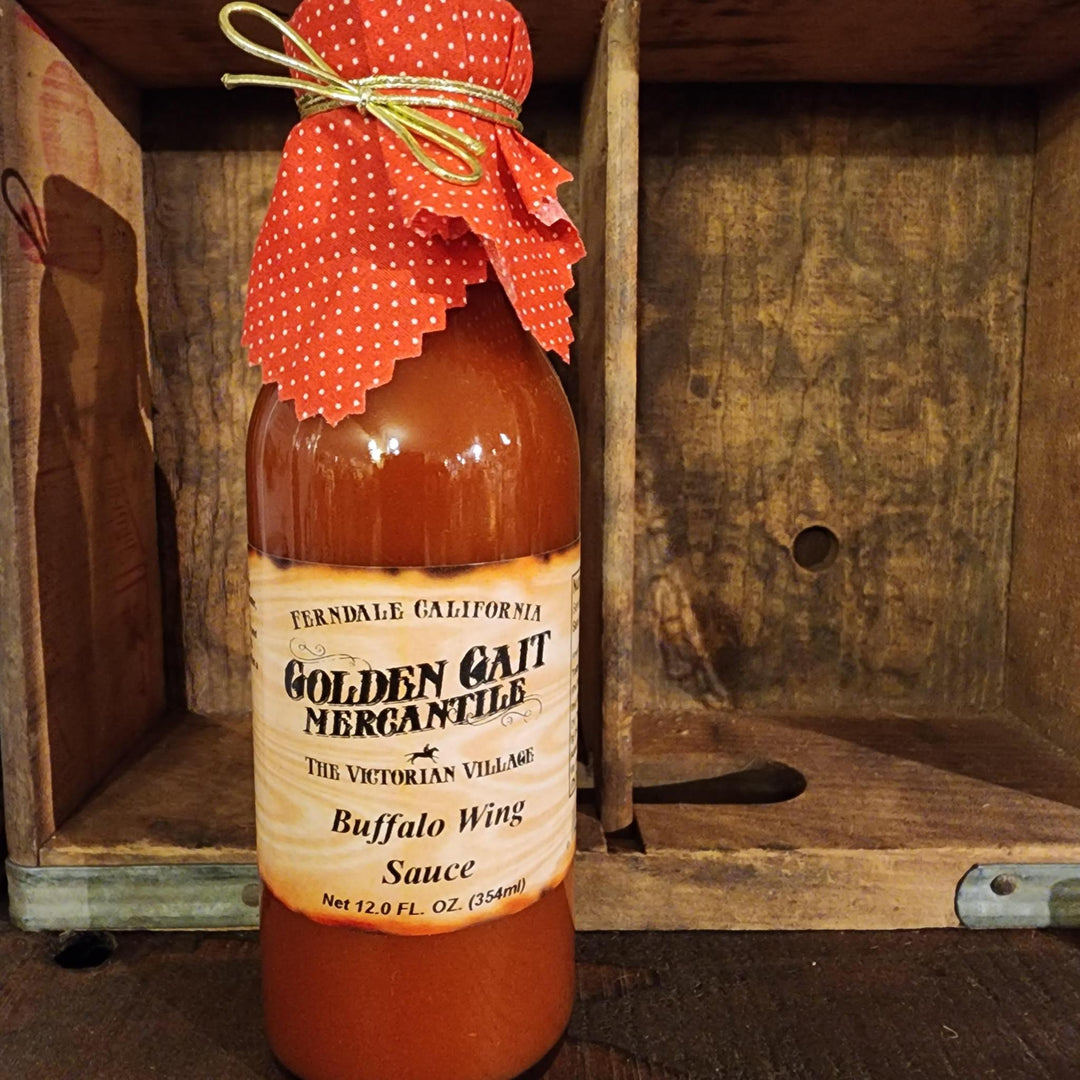 FERNDALE CALIFORNIA
GOLDEN GAIT
MERCANTILE
THE VICTORIAN VILLAGE
Buffalo Wing
Sauce
Net 12.0 FL. OZ. (354ml)